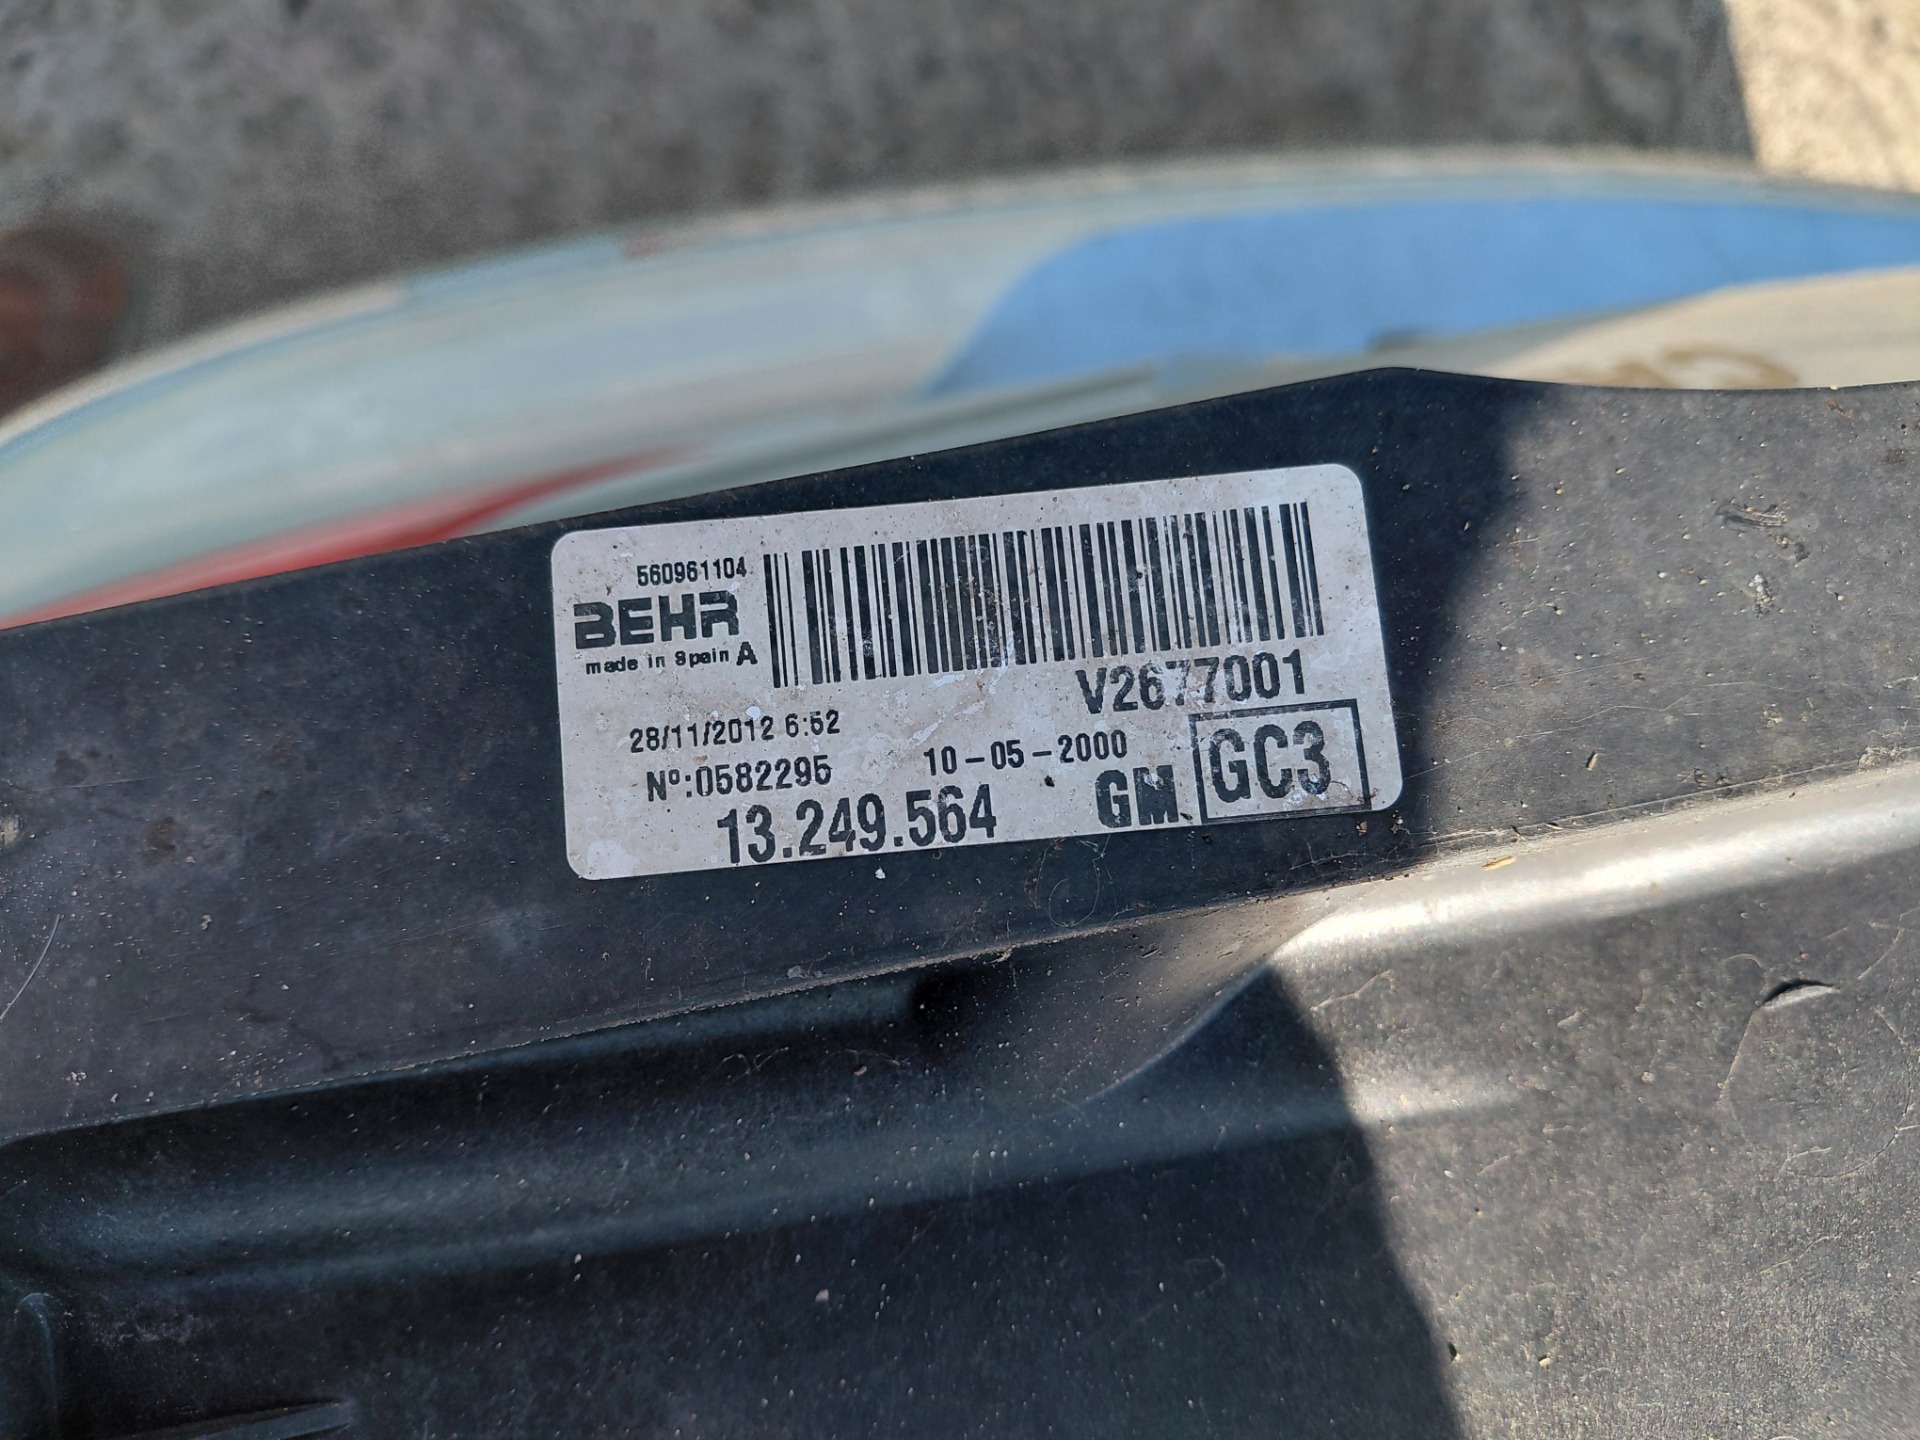 560961104
BEHR
made in Spain A
V2677001
28/11/2012 6:52
10-05-2000
Nº:0582295
13.249.564
GM GC3